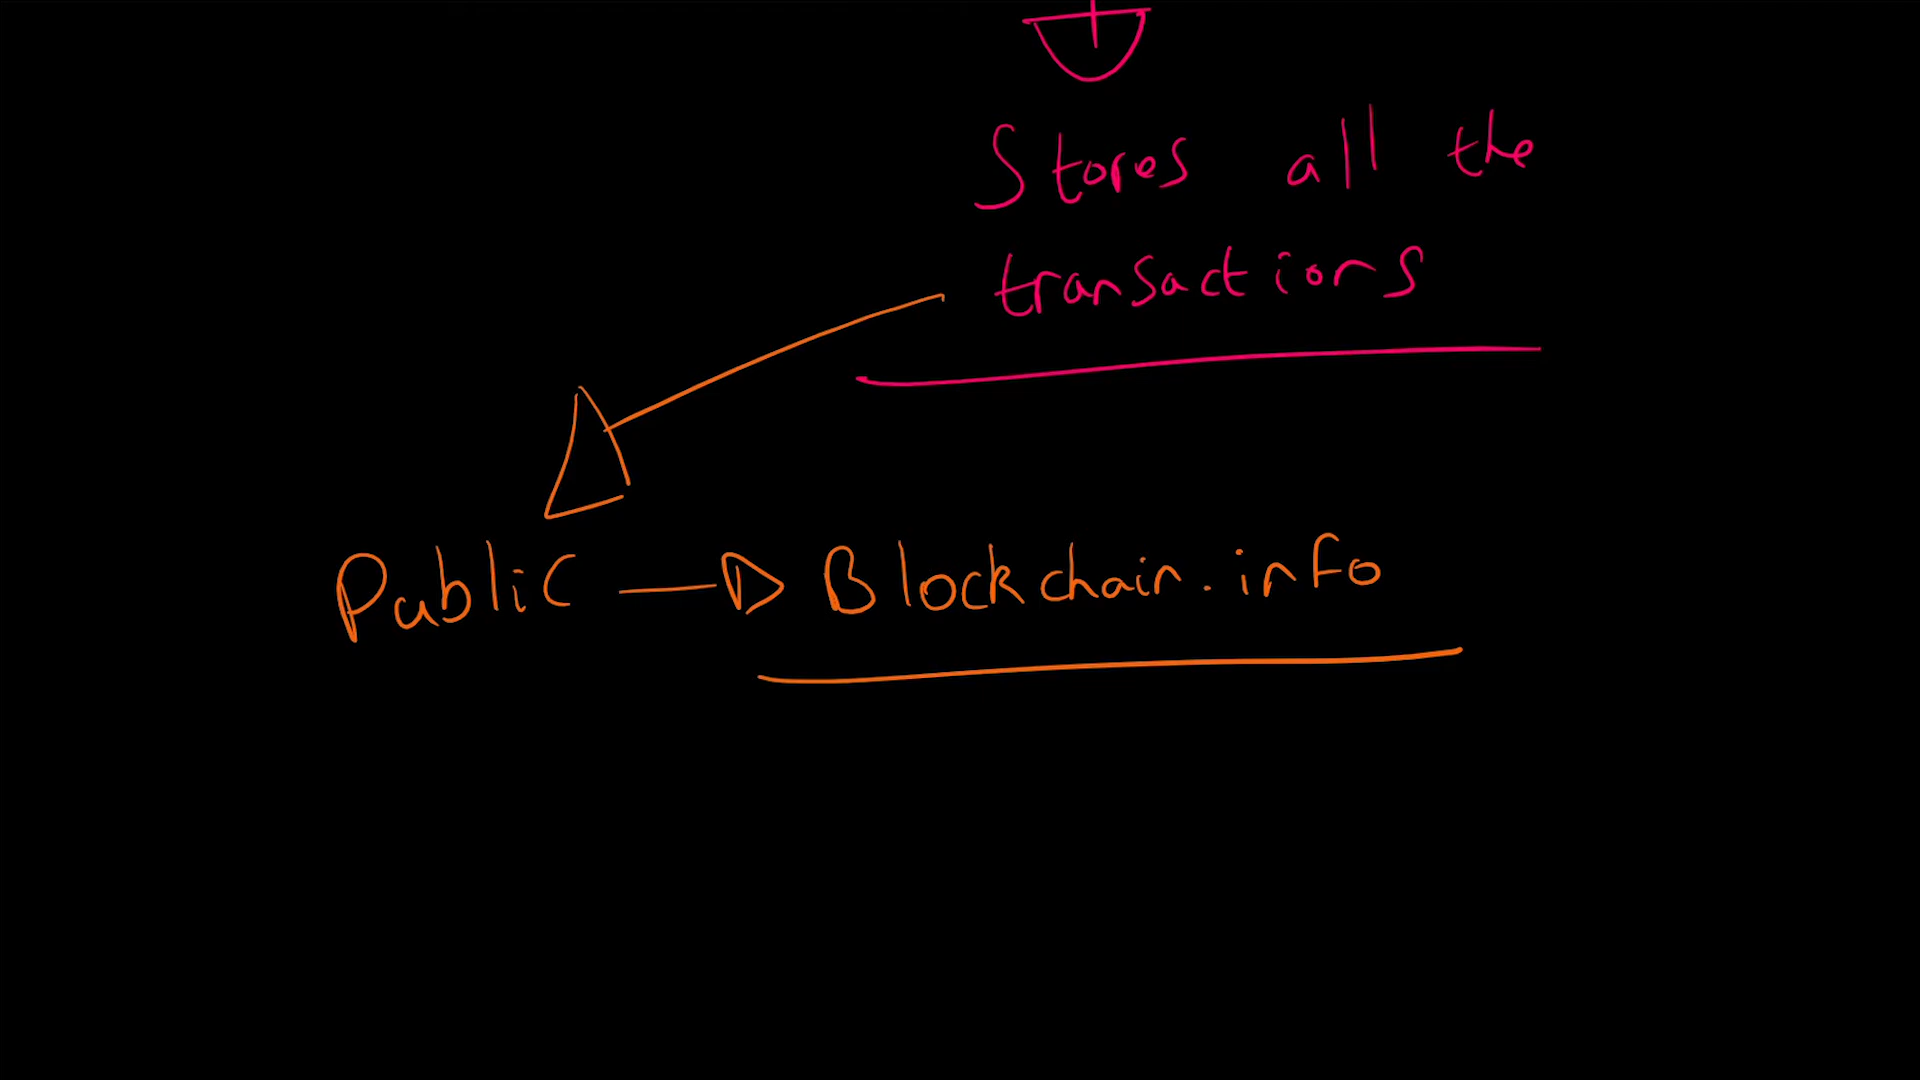 Stores all the
transactions
Public → Blockchain.info